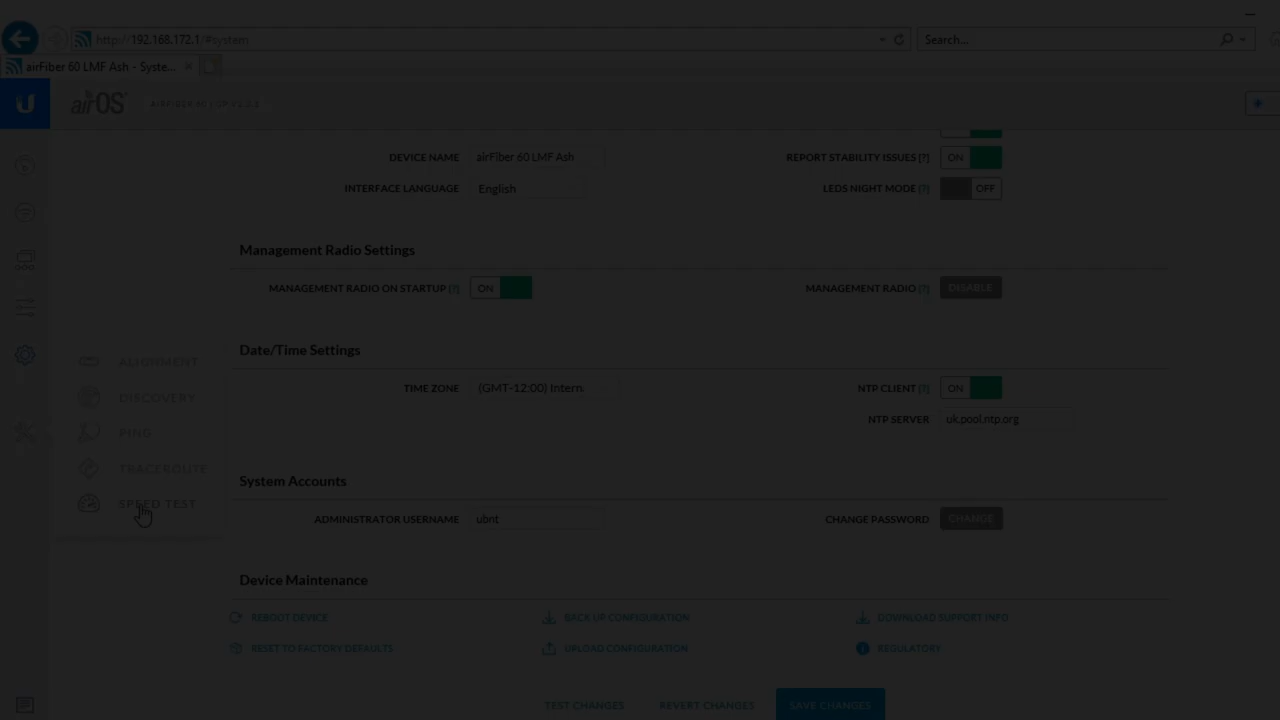 http://192.168.172.1/#system
Search...
airFiber 60 LMF Ash - Syste...
U
airOS
DEVICE NAME airFiber 60 LMF Ash REPORT STABILITY ISSUES [?] ON
INTERFACE LANGUAGE English LEDS NIGHT MODE [?] OFF
Management Radio Settings
MANAGEMENT RADIO ON STARTUP [?] ON MANAGEMENT RADIO [?] DISABLE
Date/Time Settings
ALIGNMENT
TIME ZONE (GMT-12:00) Intern. NTP CLIENT [?] ON
DISCOVERY
NTP SERVER uk.pool.ntp.org
PING
TRACEROUTE
System Accounts
SPEED TEST
ADMINISTRATOR USERNAME ubnt CHANGE PASSWORD CHANGE
Device Maintenance
REBOOT DEVICE BACK UP CONFIGURATION DOWNLOAD SUPPORT INFO
RESET TO FACTORY DEFAULTS UPLOAD CONFIGURATION REGULATORY
TEST CHANGES REVERT CHANGES SAVE CHANGES